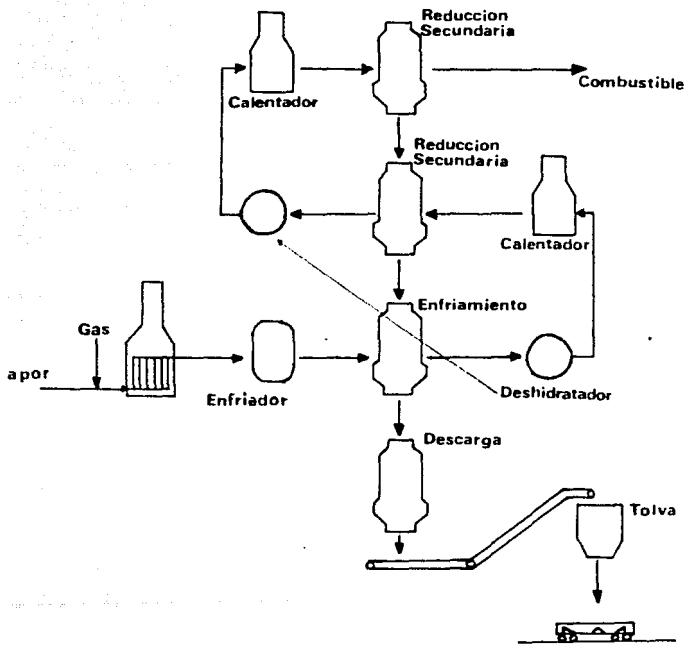 Reduccion
Secundaria
Calentador
Combustible
Reduccion
Secundaria
Calentador
Enfriamiento
Gas
apor
Enfriador
Deshidratador
Descarga
Tolva